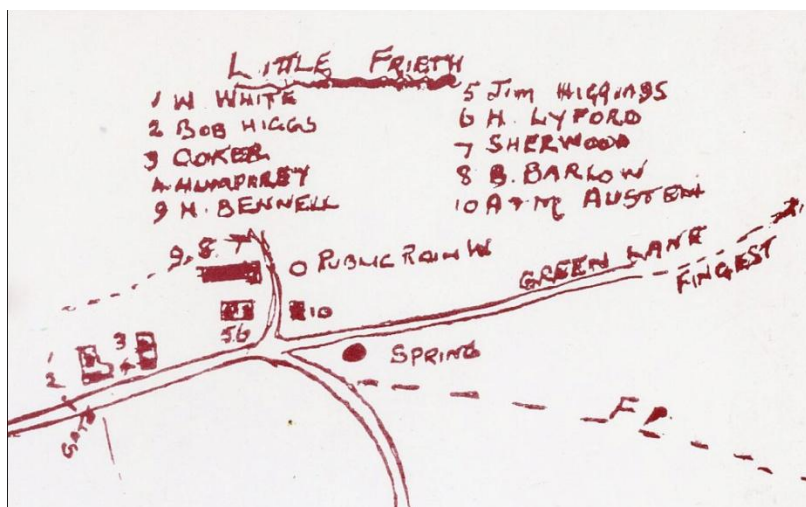 LITTLE FRIETH
1 W. WHITE
2 BOB HIGGS
3 COKER
4 HUMPHREY
9 H. BENNELL
5 Jim HIGGINGS
6 H. LYFORD
7 SHERWOOD
8 B. BARLOW
10 A + M AUSTEN
9, 8. 7
O PUBLIC RAIN W
GREEN LANE
FINGEST
5 6
10
SPRING
1
2
3
4
GATE
F P.